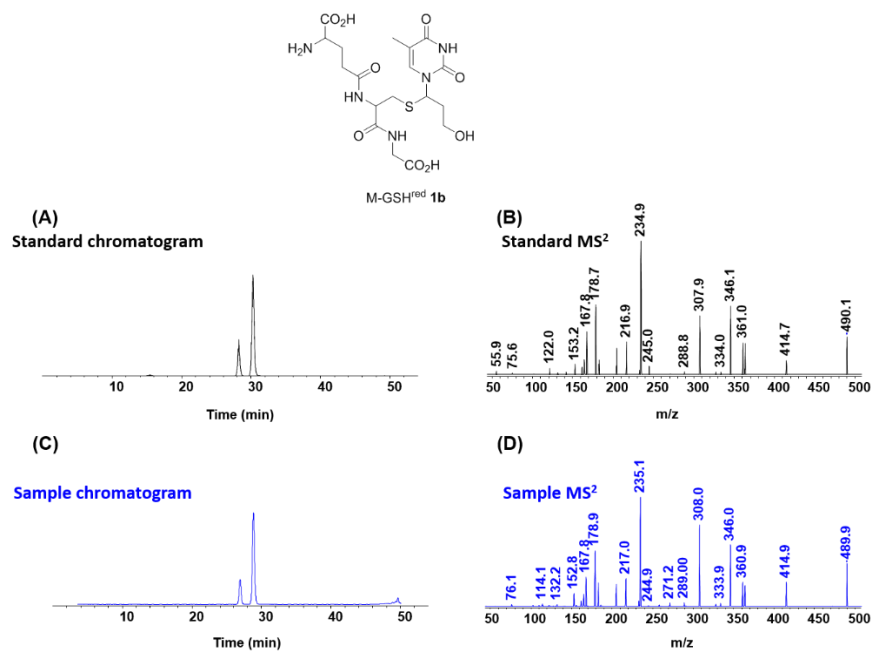 CO₂H
H₂N
O
O
NH
N
O
HN
S
O
NH
OH
CO₂H
M-GSHʳᵉᵈ 1b
(A)
Standard chromatogram
10 20 30 40 50
Time (min)
(B)
Standard MS²
55.9
75.6
122.0
153.2
167.8
178.7
216.9
234.9
245.0
288.8
307.9
334.0
346.1
361.0
414.7
490.1
50 100 150 200 250 300 350 400 450 500
m/z
(C)
Sample chromatogram
10 20 30 40 50
Time (min)
(D)
Sample MS²
76.1
114.1
132.2
152.8
167.8
178.9
217.0
235.1
244.9
271.2
289.00
308.0
333.9
346.0
360.9
414.9
489.9
50 100 150 200 250 300 350 400 450 500
m/z